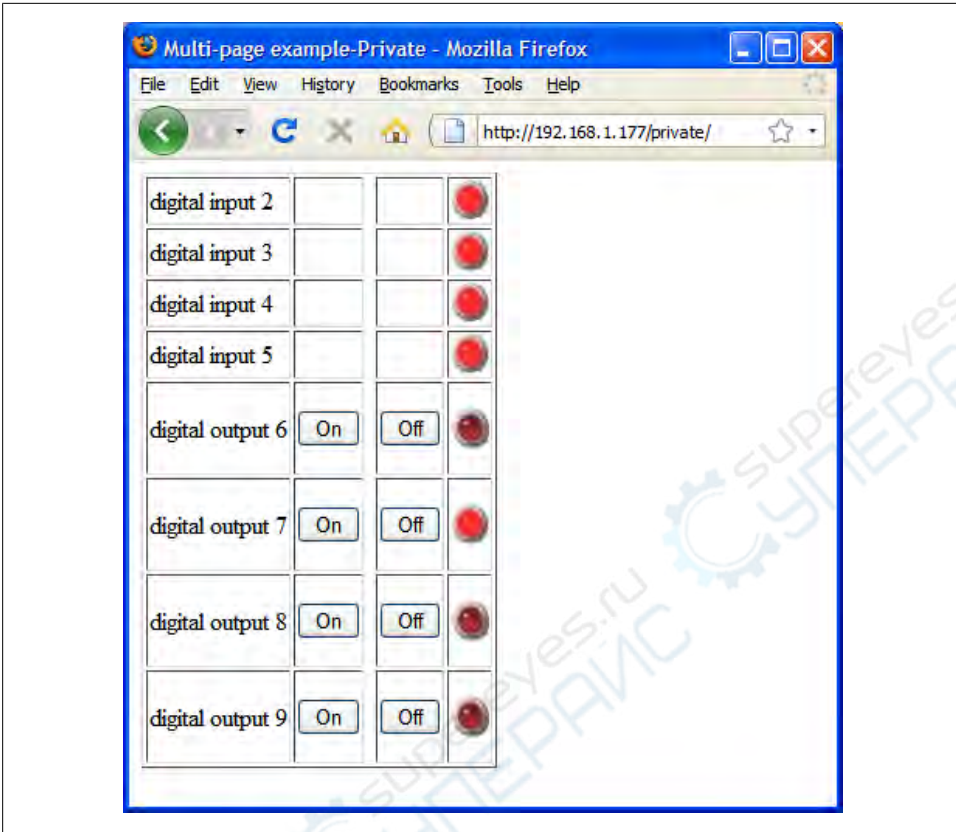 Multi-page example-Private - Mozilla Firefox
File Edit View History Bookmarks Tools Help
http://192.168.1.177/private/
digital input 2
digital input 3
digital input 4
digital input 5
digital output 6 On Off
digital output 7 On Off
digital output 8 On Off
digital output 9 On Off
supereyes.ru
СУПЕРАЙС
supereyes